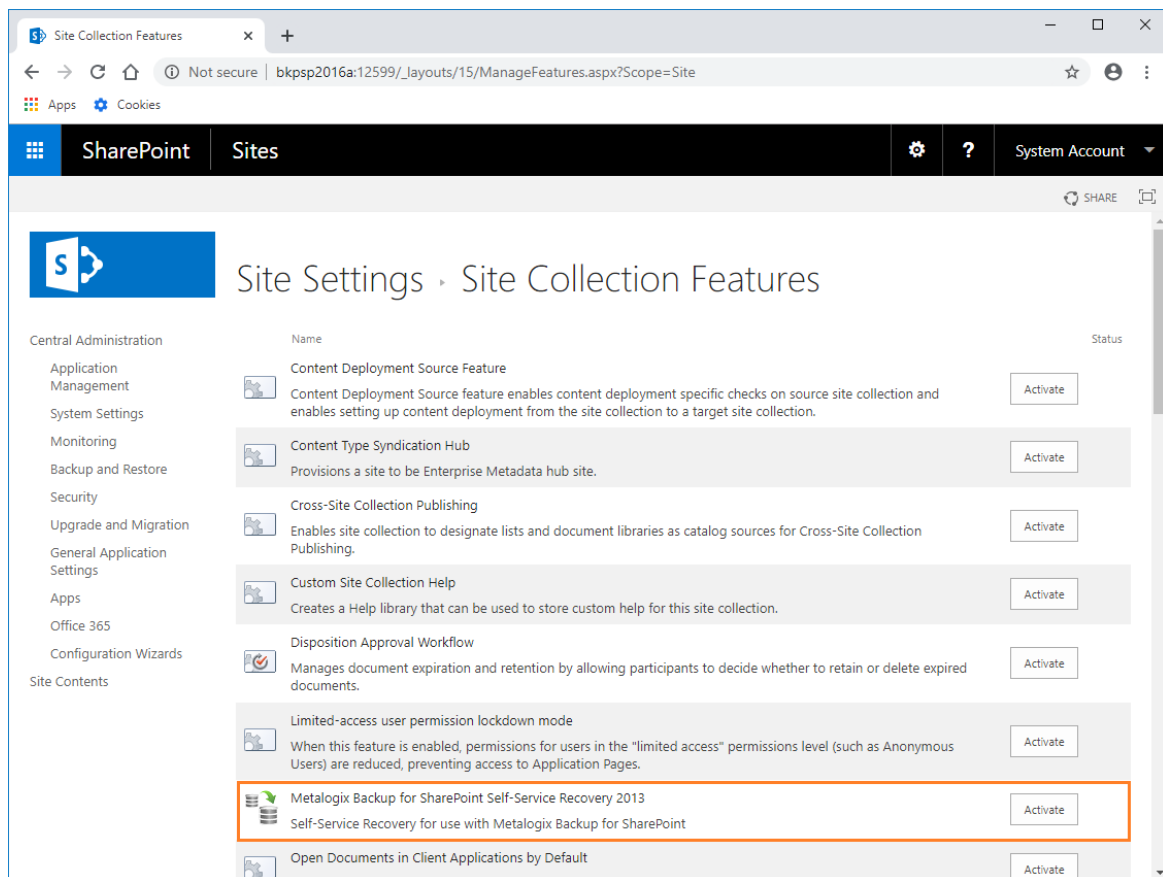 Site Collection Features
Not secure | bkpsp2016a:12599/_layouts/15/ManageFeatures.aspx?Scope=Site
Apps
Cookies
SharePoint
Sites
?
System Account
SHARE
S
Site Settings
Site Collection Features
Central Administration
Application
Management
System Settings
Monitoring
Backup and Restore
Security
Upgrade and Migration
General Application
Settings
Apps
Office 365
Configuration Wizards
Site Contents
Name
Status
Content Deployment Source Feature
Content Deployment Source feature enables content deployment specific checks on source site collection and
enables setting up content deployment from the site collection to a target site collection.
Activate
Content Type Syndication Hub
Provisions a site to be Enterprise Metadata hub site.
Activate
Cross-Site Collection Publishing
Enables site collection to designate lists and document libraries as catalog sources for Cross-Site Collection
Publishing.
Activate
Custom Site Collection Help
Creates a Help library that can be used to store custom help for this site collection.
Activate
Disposition Approval Workflow
Manages document expiration and retention by allowing participants to decide whether to retain or delete expired
documents.
Activate
Limited-access user permission lockdown mode
When this feature is enabled, permissions for users in the "limited access" permissions level (such as Anonymous
Users) are reduced, preventing access to Application Pages.
Activate
Metalogix Backup for SharePoint Self-Service Recovery 2013
Self-Service Recovery for use with Metalogix Backup for SharePoint
Activate
Open Documents in Client Applications by Default
Activate